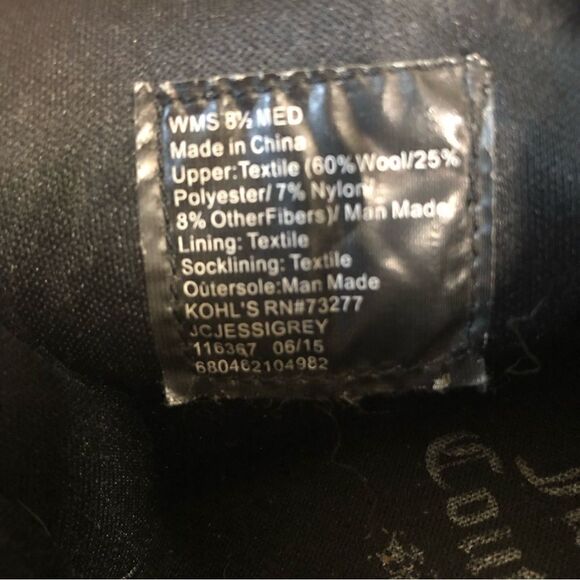 WMS 8½ MED
Made in China
Upper:Textile (60%Wool/25%
Polyester/ 7% Nylon/
8% OtherFibers)/ Man Made
Lining: Textile
Socklining: Textile
Outersole:Man Made
KOHL'S RN#73277
JCJESSIGREY
116367 06/15
680462104982